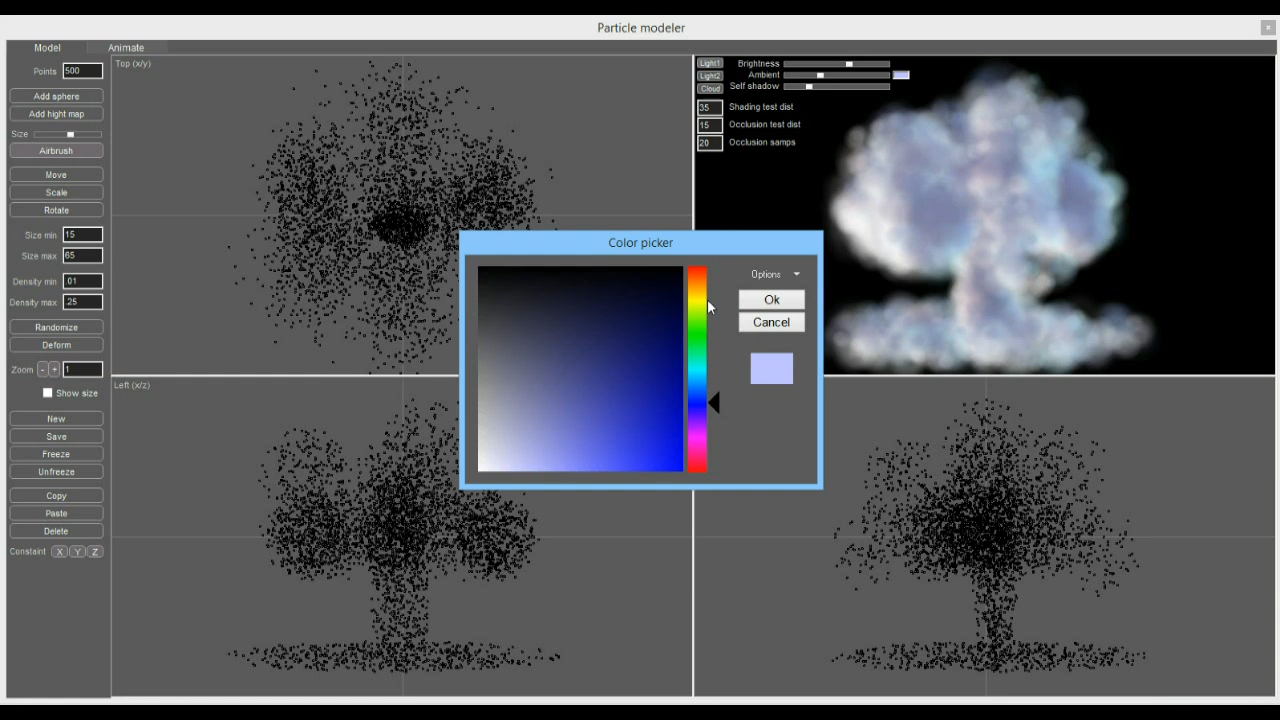 Particle modeler
x
Model
Animate
Points 500
Add sphere
Add hight map
Size
Airbrush
Move
Scale
Rotate
Size min 15
Size max 65
Density min .01
Density max .25
Randomize
Deform
Zoom - + 1
Show size
New
Save
Freeze
Unfreeze
Copy
Paste
Delete
Constaint X Y Z
Top (x/y)
Light1 Brightness
Light2 Ambient
Cloud Self shadow
35 Shading test dist
15 Occlusion test dist
20 Occlusion samps
Color picker
Options
Ok
Cancel
Left (x/z)